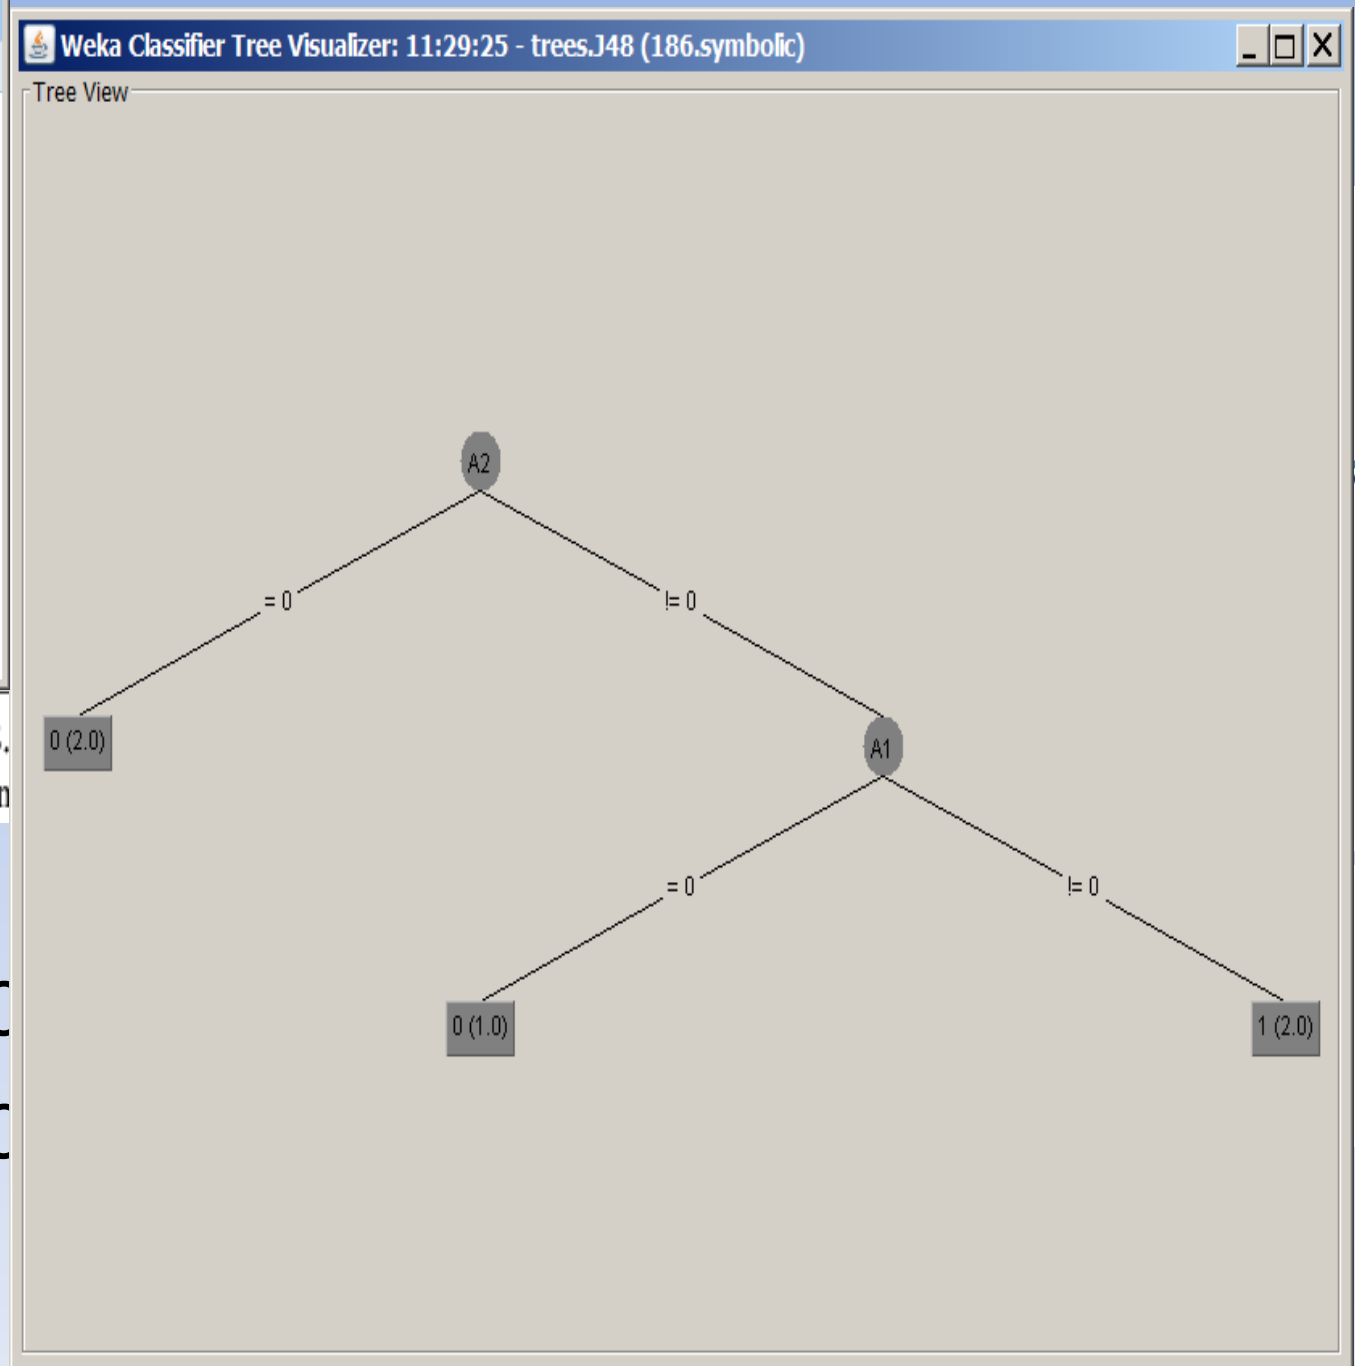 Weka Classifier Tree Visualizer: 11:29:25 - trees.J48 (186.symbolic)
Tree View
A2
= 0
!= 0
0 (2.0)
A1
= 0
!= 0
0 (1.0)
1 (2.0)